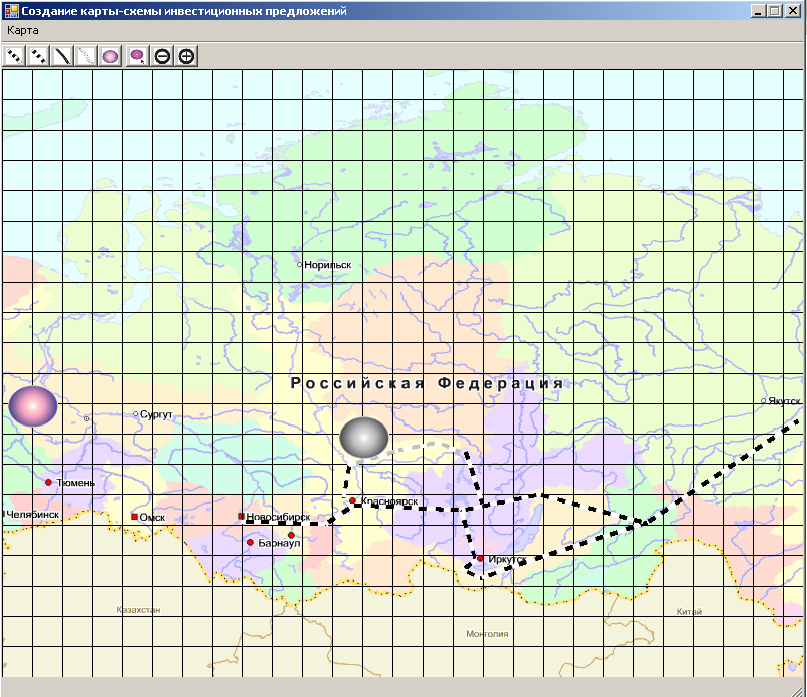 Создание карты-схемы инвестиционных предложений
Карта
Норильск
Российская Федерация
Якутск
Сургут
Тюмень
Красноярск
Челябинск
Омск
Новосибирск
Барнаул
Иркутск
Казахстан
Китай
Монголия